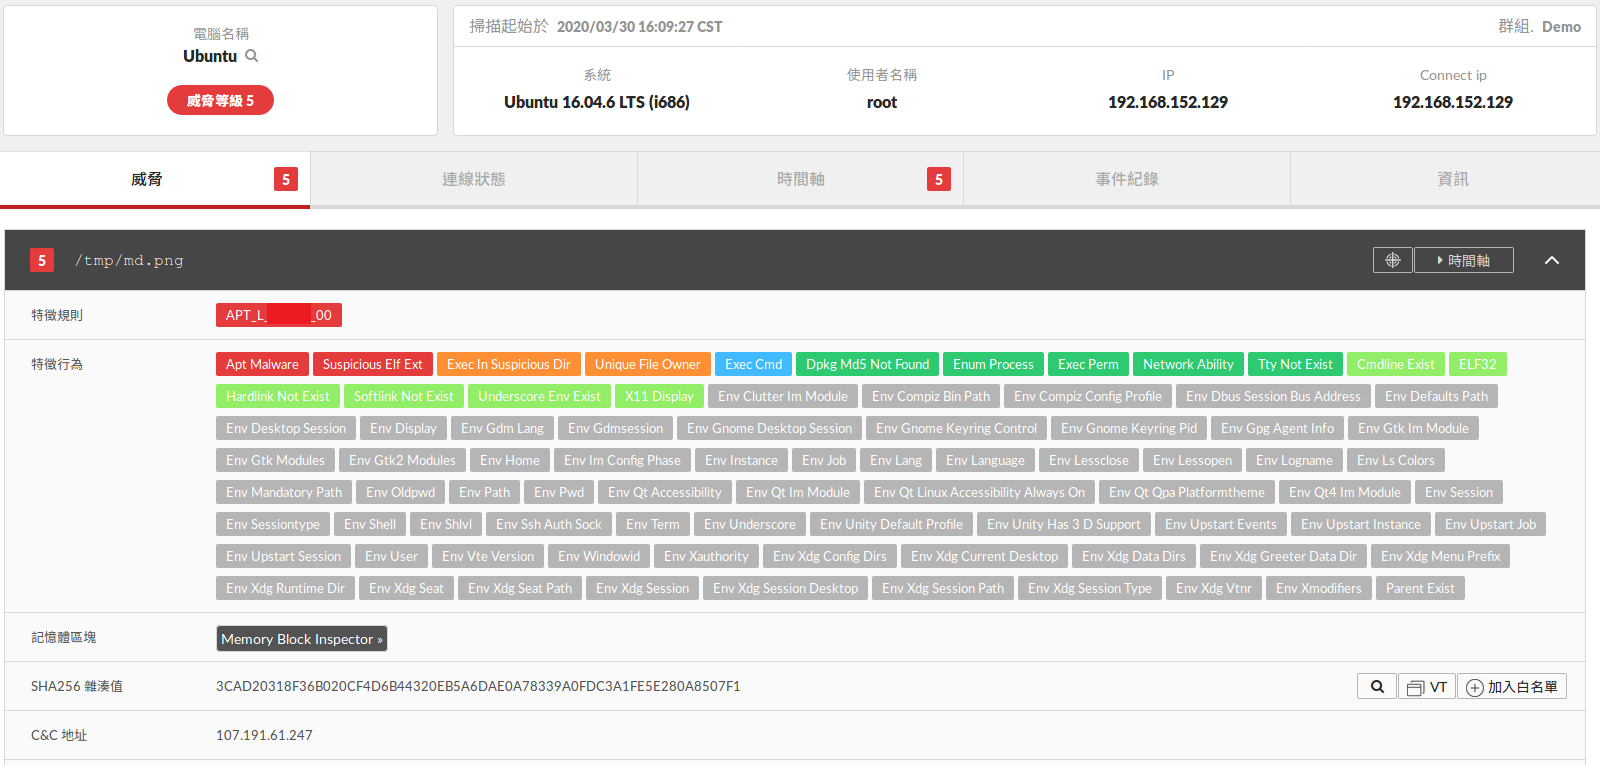 電腦名稱
Ubuntu
威脅等級 5
掃描起始於 2020/03/30 16:09:27 CST
群組. Demo
系統 使用者名稱 IP Connect ip
Ubuntu 16.04.6 LTS (i686) root 192.168.152.129 192.168.152.129
威脅 5 連線狀態 時間軸 5 事件紀錄 資訊
5 /tmp/md.png 時間軸
特徵規則 APT_L_ _00
特徵行為 Apt Malware Suspicious Elf Ext Exec In Suspicious Dir Unique File Owner Exec Cmd Dpkg Md5 Not Found Enum Process Exec Perm Network Ability Tty Not Exist Cmdline Exist ELF32
Hardlink Not Exist Softlink Not Exist Underscore Env Exist X11 Display Env Clutter Im Module Env Compiz Bin Path Env Compiz Config Profile Env Dbus Session Bus Address Env Defaults Path
Env Desktop Session Env Display Env Gdm Lang Env Gdmsession Env Gnome Desktop Session Env Gnome Keyring Control Env Gnome Keyring Pid Env Gpg Agent Info Env Gtk Im Module
Env Gtk Modules Env Gtk2 Modules Env Home Env Im Config Phase Env Instance Env Job Env Lang Env Language Env Lessclose Env Lessopen Env Logname Env Ls Colors
Env Mandatory Path Env Oldpwd Env Path Env Pwd Env Qt Accessibility Env Qt Im Module Env Qt Linux Accessibility Always On Env Qt Qpa Platformtheme Env Qt4 Im Module Env Session
Env Sessiontype Env Shell Env Shlvl Env Ssh Auth Sock Env Term Env Underscore Env Unity Default Profile Env Unity Has 3 D Support Env Upstart Events Env Upstart Instance Env Upstart Job
Env Upstart Session Env User Env Vte Version Env Windowid Env Xauthority Env Xdg Config Dirs Env Xdg Current Desktop Env Xdg Data Dirs Env Xdg Greeter Data Dir Env Xdg Menu Prefix
Env Xdg Runtime Dir Env Xdg Seat Env Xdg Seat Path Env Xdg Session Env Xdg Session Desktop Env Xdg Session Path Env Xdg Session Type Env Xdg Vtnr Env Xmodifiers Parent Exist
記憶體區塊 Memory Block Inspector »
SHA256 雜湊值 3CAD20318F36B020CF4D6B44320EB5A6DAE0A78339A0FDC3A1FE5E280A8507F1 VT 加入白名單
C&C 地址 107.191.61.247